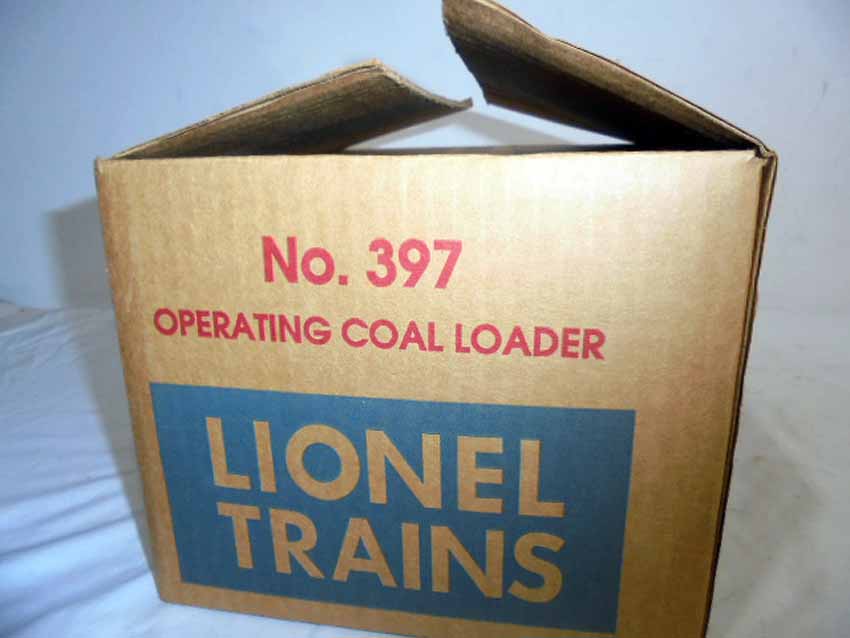 No. 397
OPERATING COAL LOADER
LIONEL
TRAINS